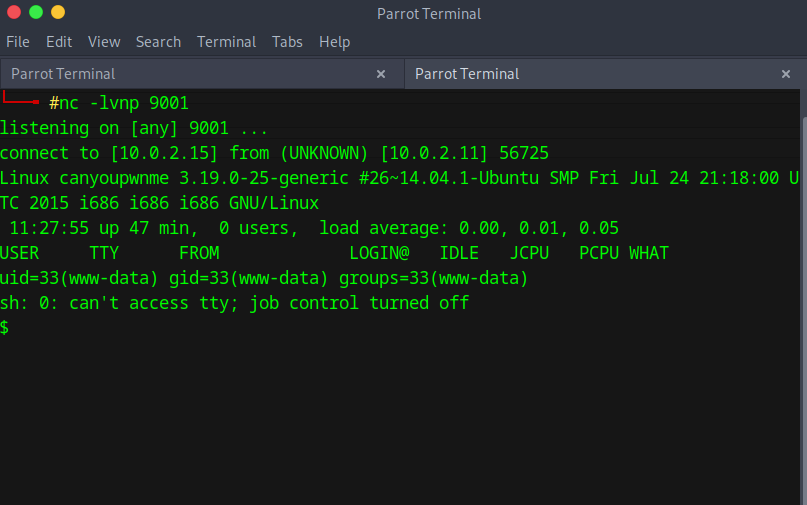 Parrot Terminal
File Edit View Search Terminal Tabs Help
Parrot Terminal × Parrot Terminal ×
#nc -lvnp 9001
listening on [any] 9001 ...
connect to [10.0.2.15] from (UNKNOWN) [10.0.2.11] 56725
Linux canyoupwnme 3.19.0-25-generic #26~14.04.1-Ubuntu SMP Fri Jul 24 21:18:00 U
TC 2015 i686 i686 i686 GNU/Linux
 11:27:55 up 47 min,  0 users,  load average: 0.00, 0.01, 0.05
USER     TTY      FROM             LOGIN@   IDLE   JCPU   PCPU WHAT
uid=33(www-data) gid=33(www-data) groups=33(www-data)
sh: 0: can't access tty; job control turned off
$